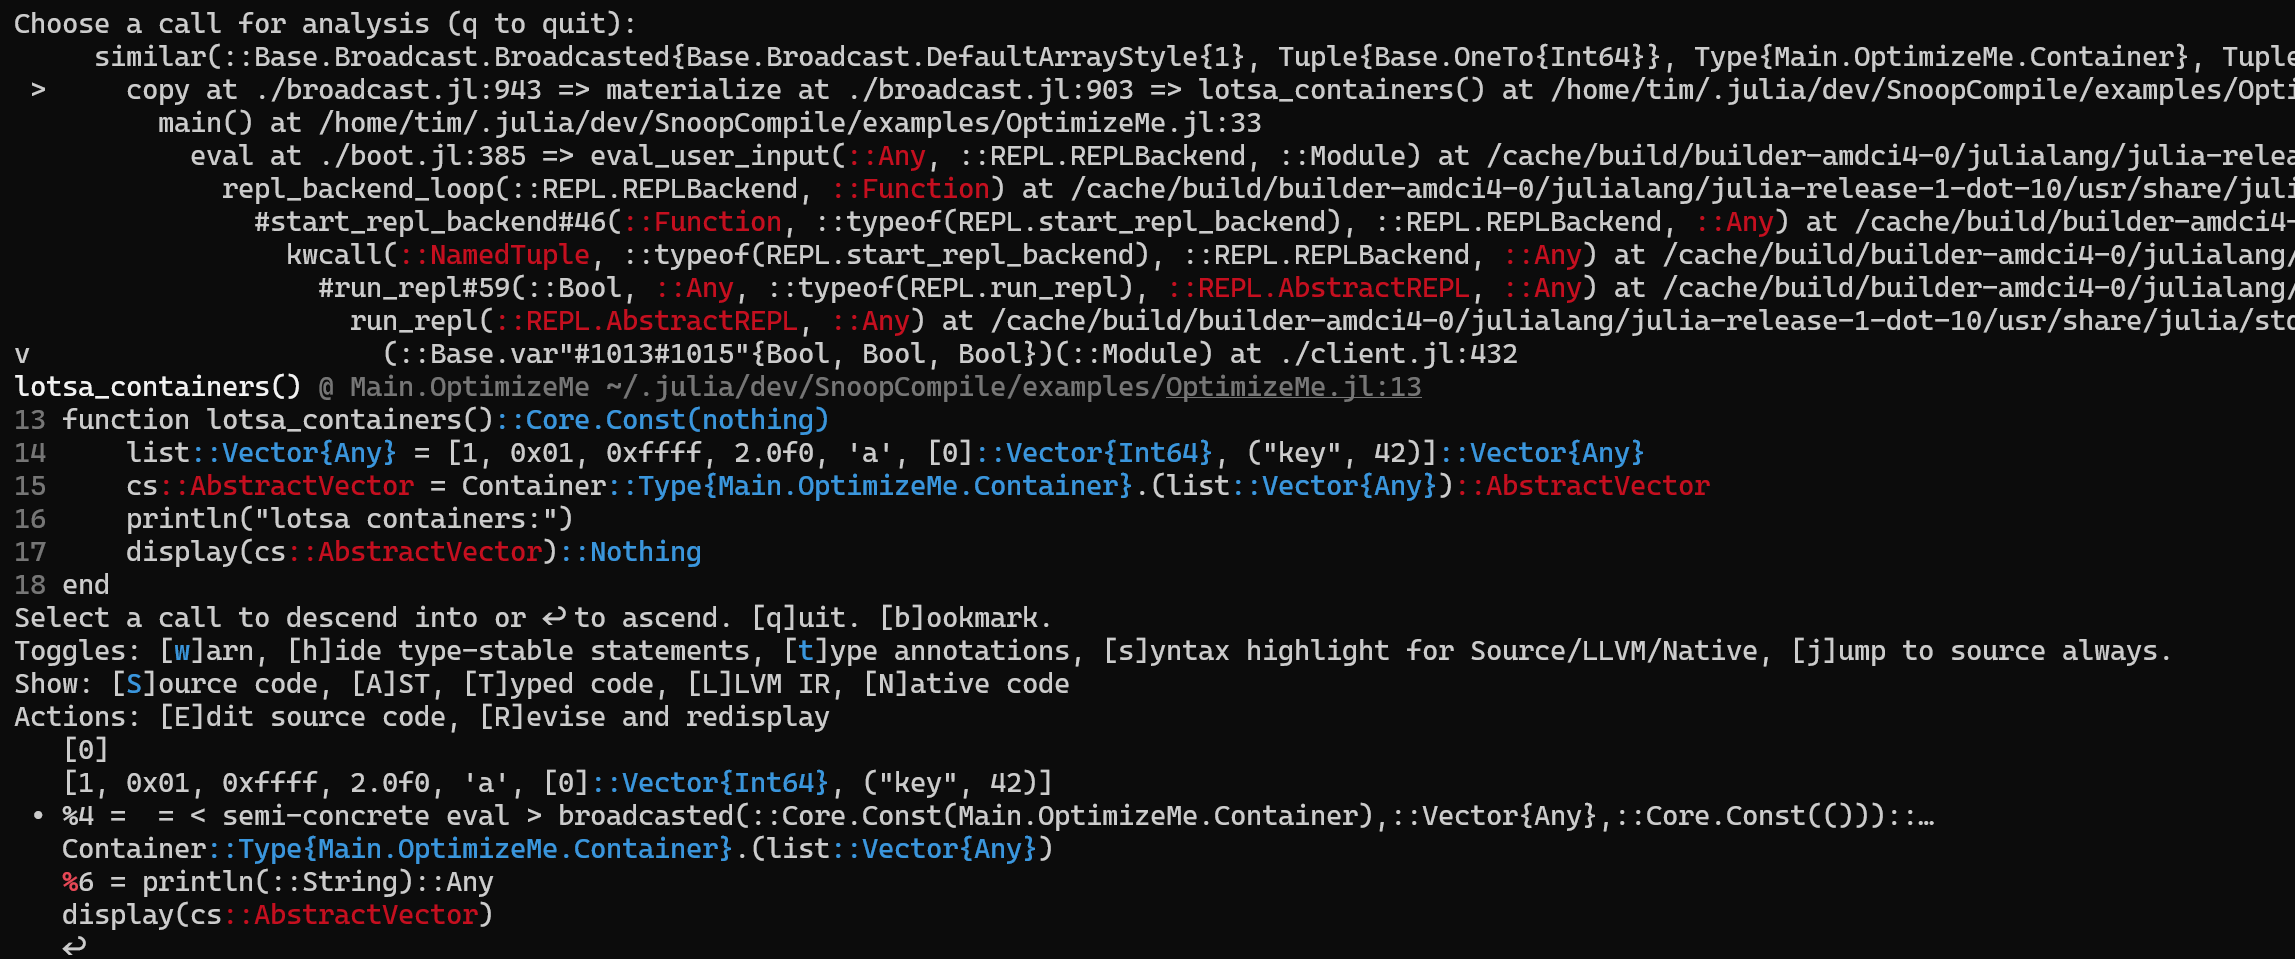 Choose a call for analysis (q to quit):
     similar(::Base.Broadcast.Broadcasted{Base.Broadcast.DefaultArrayStyle{1}, Tuple{Base.OneTo{Int64}}, Type{Main.OptimizeMe.Container}, Tuple
 >     copy at ./broadcast.jl:943 => materialize at ./broadcast.jl:903 => lotsa_containers() at /home/tim/.julia/dev/SnoopCompile/examples/Opti
         main() at /home/tim/.julia/dev/SnoopCompile/examples/OptimizeMe.jl:33
           eval at ./boot.jl:385 => eval_user_input(::Any, ::REPL.REPLBackend, ::Module) at /cache/build/builder-amdci4-0/julialang/julia-relea
             repl_backend_loop(::REPL.REPLBackend, ::Function) at /cache/build/builder-amdci4-0/julialang/julia-release-1-dot-10/usr/share/juli
               #start_repl_backend#46(::Function, ::typeof(REPL.start_repl_backend), ::REPL.REPLBackend, ::Any) at /cache/build/builder-amdci4-
                 kwcall(::NamedTuple, ::typeof(REPL.start_repl_backend), ::REPL.REPLBackend, ::Any) at /cache/build/builder-amdci4-0/julialang/
                   #run_repl#59(::Bool, ::Any, ::typeof(REPL.run_repl), ::REPL.AbstractREPL, ::Any) at /cache/build/builder-amdci4-0/julialang/
                     run_repl(::REPL.AbstractREPL, ::Any) at /cache/build/builder-amdci4-0/julialang/julia-release-1-dot-10/usr/share/julia/std
v                      (::Base.var"#1013#1015"{Bool, Bool, Bool})(::Module) at ./client.jl:432
lotsa_containers() @ Main.OptimizeMe ~/.julia/dev/SnoopCompile/examples/OptimizeMe.jl:13
13 function lotsa_containers()::Core.Const(nothing)
14     list::Vector{Any} = [1, 0x01, 0xffff, 2.0f0, 'a', [0]::Vector{Int64}, ("key", 42)]::Vector{Any}
15     cs::AbstractVector = Container::Type{Main.OptimizeMe.Container}.(list::Vector{Any})::AbstractVector
16     println("lotsa containers:")
17     display(cs::AbstractVector)::Nothing
18 end
Select a call to descend into or ↩ to ascend. [q]uit. [b]ookmark.
Toggles: [w]arn, [h]ide type-stable statements, [t]ype annotations, [s]yntax highlight for Source/LLVM/Native, [j]ump to source always.
Show: [S]ource code, [A]ST, [T]yped code, [L]LVM IR, [N]ative code
Actions: [E]dit source code, [R]evise and redisplay
   [0]
   [1, 0x01, 0xffff, 2.0f0, 'a', [0]::Vector{Int64}, ("key", 42)]
 • %4 =  = < semi-concrete eval > broadcasted(::Core.Const(Main.OptimizeMe.Container),::Vector{Any},::Core.Const(()))::…
   Container::Type{Main.OptimizeMe.Container}.(list::Vector{Any})
   %6 = println(::String)::Any
   display(cs::AbstractVector)
   ↩